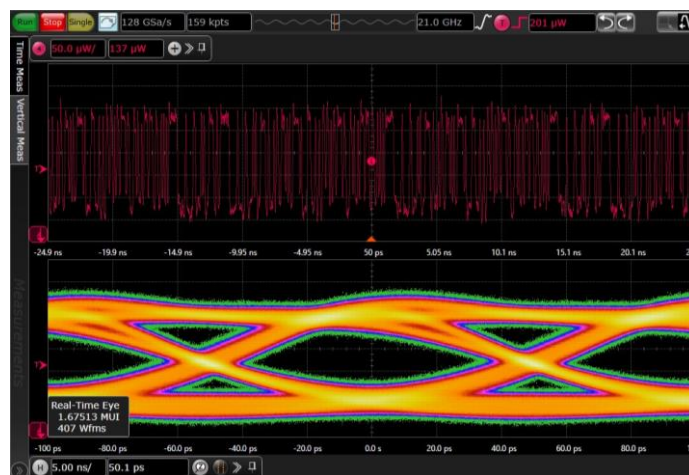 Run Stop Single 128 GSa/s 159 kpts 21.0 GHz T 201 µW
50.0 µW/ 137 µW
Time Meas
Vertical Meas
T
-24.9 ns -19.9 ns -14.9 ns -9.95 ns -4.95 ns 50 ps 5.05 ns 10.1 ns 15.1 ns 20.1 ns
Measurements
T
Real-Time Eye
1.67513 MUI
407 Wfms
-100 ps -80.0 ps -60.0 ps -40.0 ps -20.0 ps 0.0 s 20.0 ps 40.0 ps 60.0 ps 80.0 ps
H 5.00 ns/ 50.1 ps